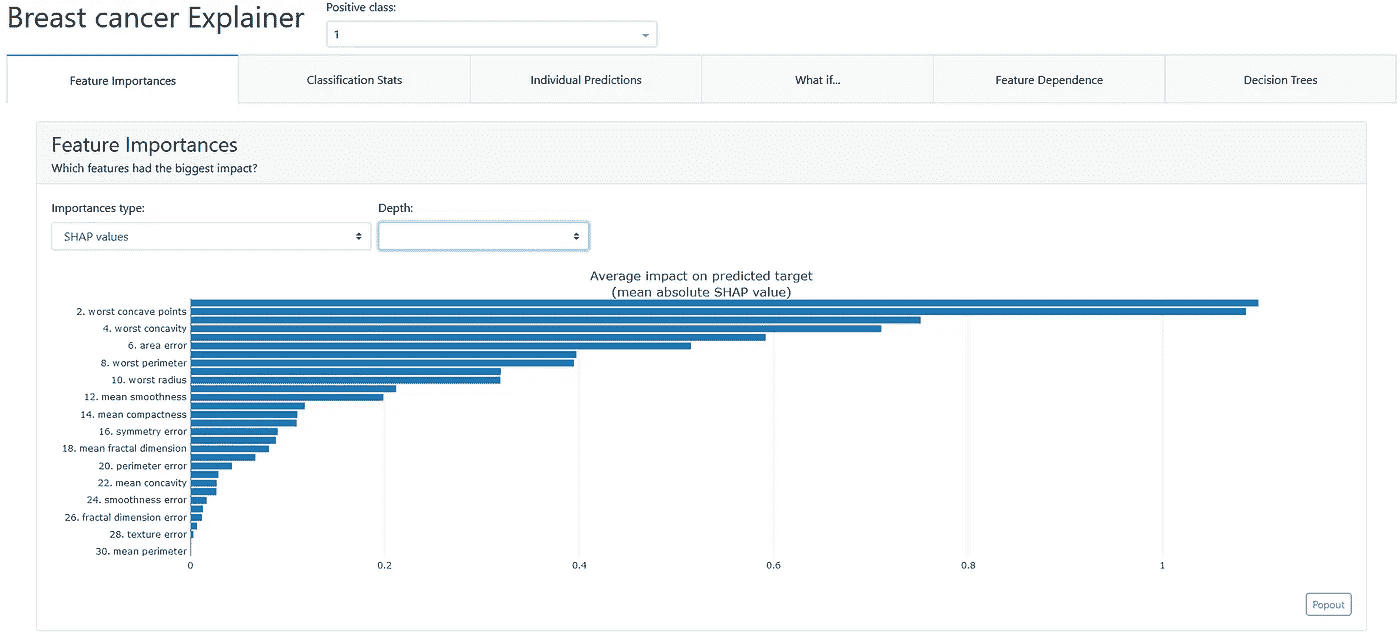 Breast cancer Explainer
Positive class:
1
Feature Importances
Classification Stats
Individual Predictions
What if...
Feature Dependence
Decision Trees
Feature Importances
Which features had the biggest impact?
Importances type:
Depth:
SHAP values
Average impact on predicted target
(mean absolute SHAP value)
2. worst concave points
4. worst concavity
6. area error
8. worst perimeter
10. worst radius
12. mean smoothness
14. mean compactness
16. symmetry error
18. mean fractal dimension
20. perimeter error
22. mean concavity
24. smoothness error
26. fractal dimension error
28. texture error
30. mean perimeter
0
0.2
0.4
0.6
0.8
1
Popout